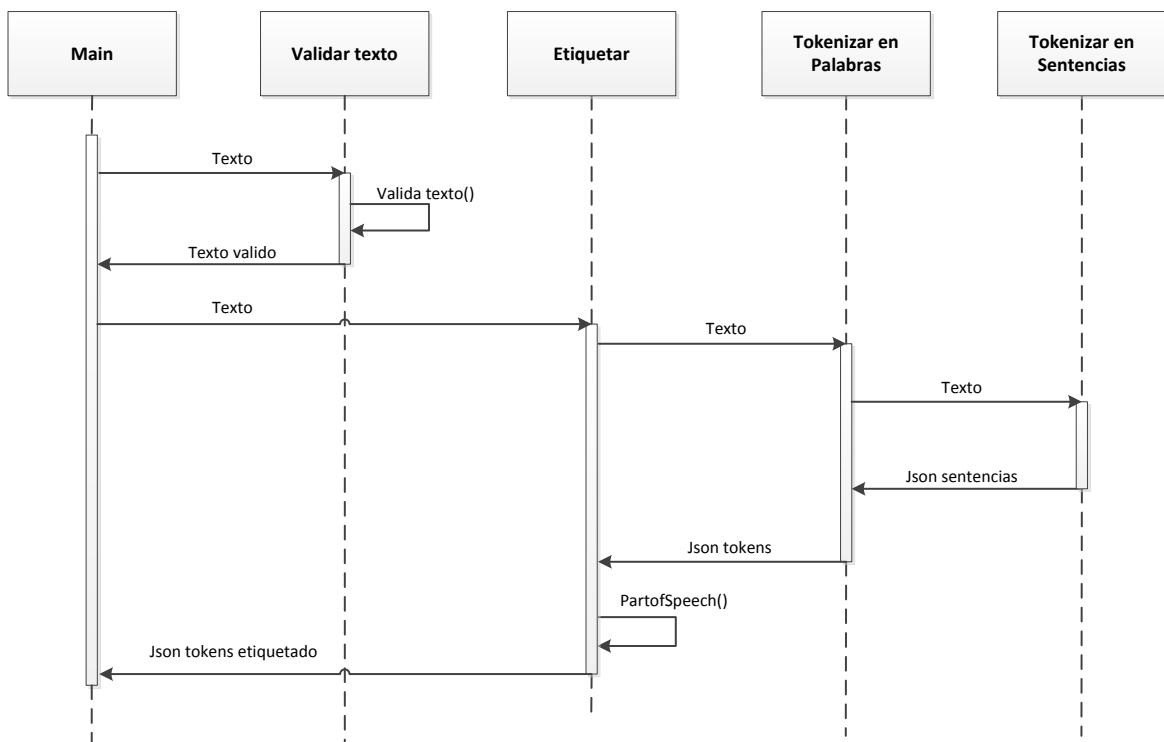 Main
Validar texto
Etiquetar
Tokenizar en
Palabras
Tokenizar en
Sentencias
Texto
Valida texto()
Texto valido
Texto
Texto
Texto
Json sentencias
Json tokens
PartofSpeech()
Json tokens etiquetado